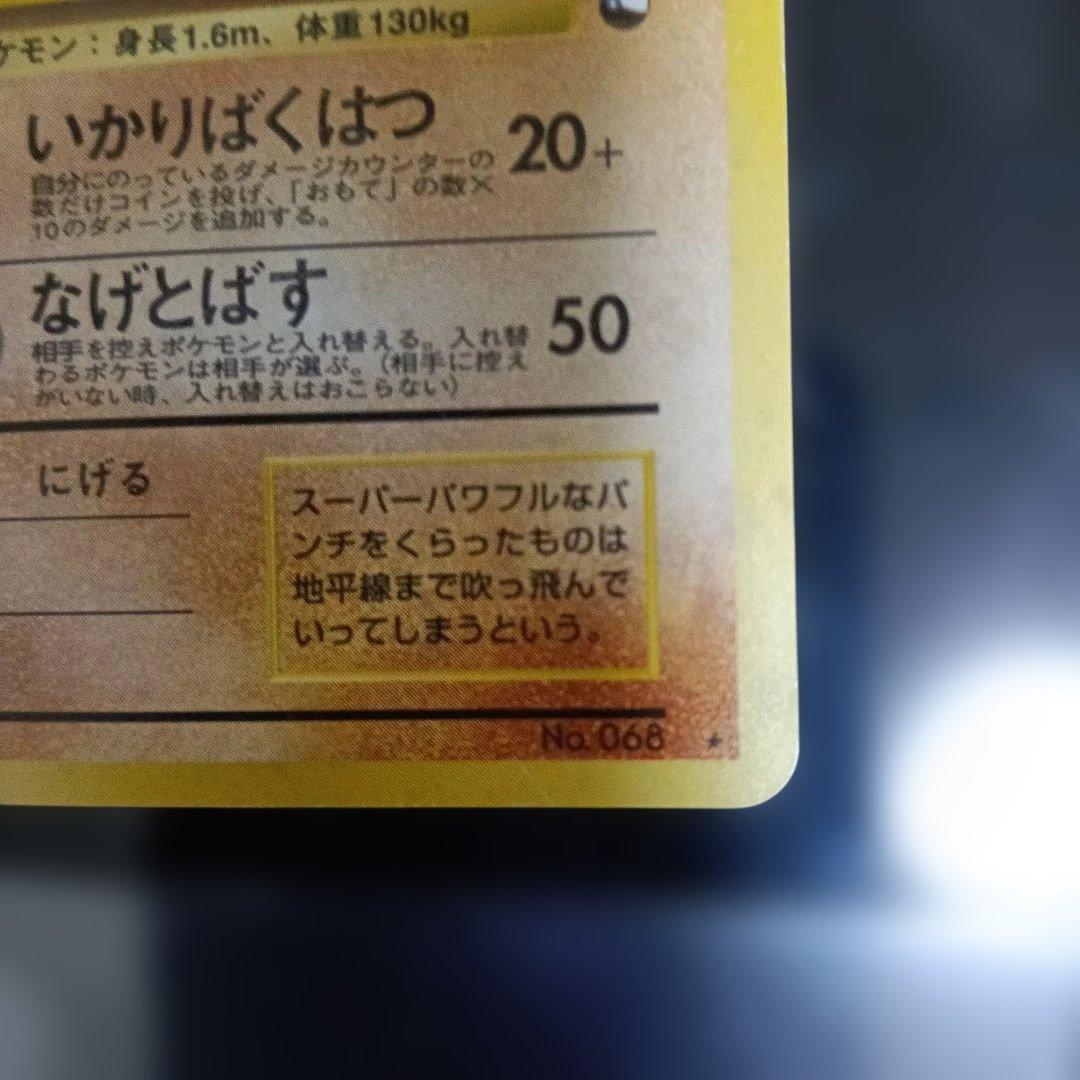 ケモン：身長1.6m、体重130kg
いかりばくはつ 20+
自分にのっているダメージカウンターの
数だけコインを投げ、「おもて」の数×
10のダメージを追加する。
なげとばす 50
相手を控えポケモンと入れ替える。入れ替
わるポケモンは相手が選ぶ。(相手に控え
がいない時、入れ替えはおこらない)
にげる
スーパーパワフルなパ
ンチをくらったものは
地平線まで吹っ飛んで
いってしまうという。
No. 068 ★